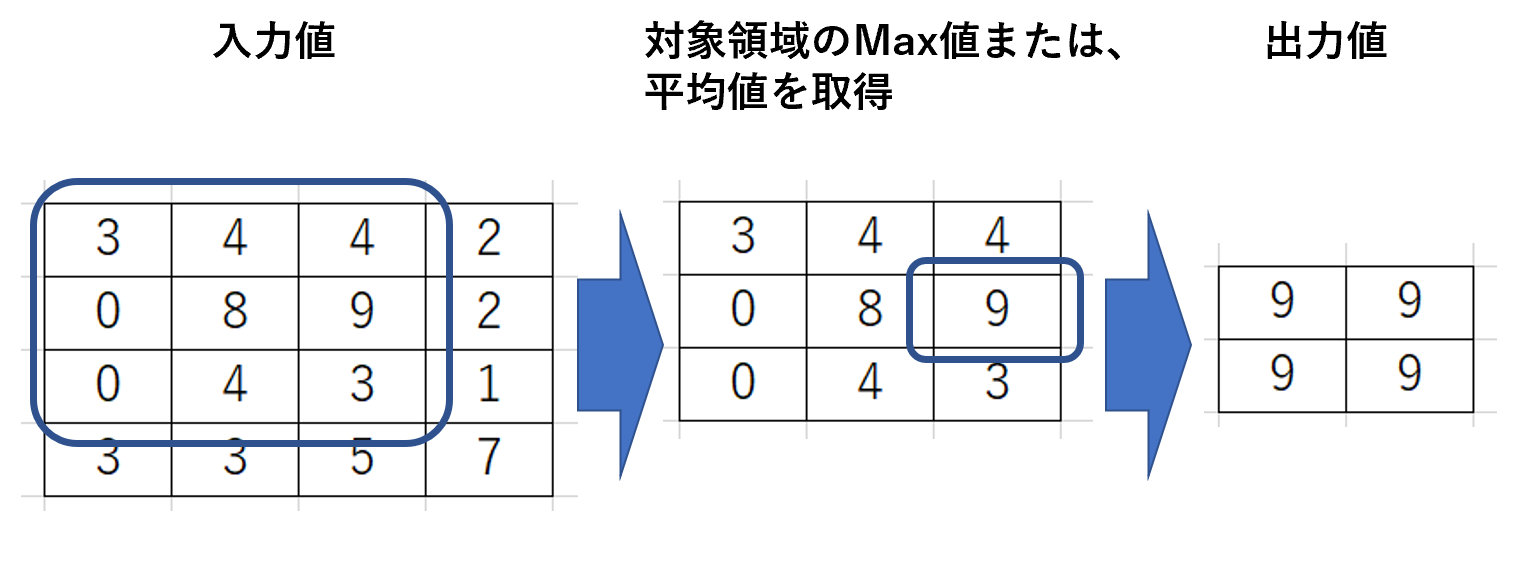 入力値
対象領域のMax値または、
平均値を取得
出力値
3 4 4 2
0 8 9 2
0 4 3 1
3 3 5 7
3 4 4
0 8 9
0 4 3
9 9
9 9